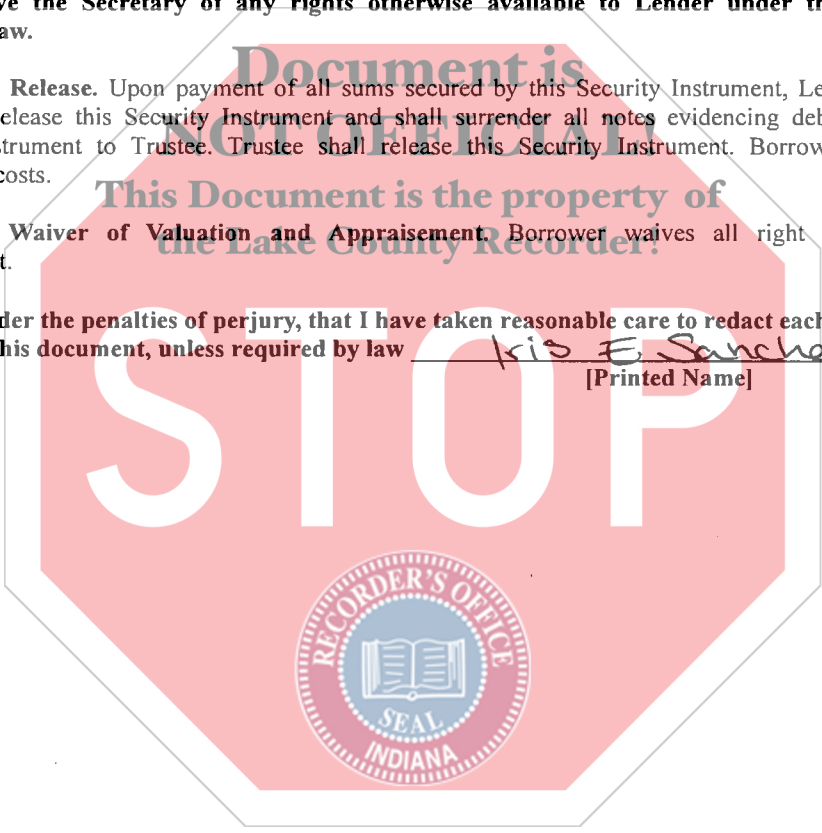 ve the Secretary of any rights otherwise available to Lender under th
aw.
Document is
Release. Upon payment of all sums secured by this Security Instrument, Le
elease this Security Instrument and shall surrender all notes evidencing deb
NOT OFFICIAL!
strument to Trustee. Trustee shall release this Security Instrument. Borrow
costs.
This Document is the property of
Waiver of Valuation and Appraisement. Borrower waives all right
the Lake County Recorder!
t.
der the penalties of perjury, that I have taken reasonable care to redact each
his document, unless required by law Iris E. Sanche
[Printed Name]
STOP
RECORDER'S OFFICE
SEAL
INDIANA